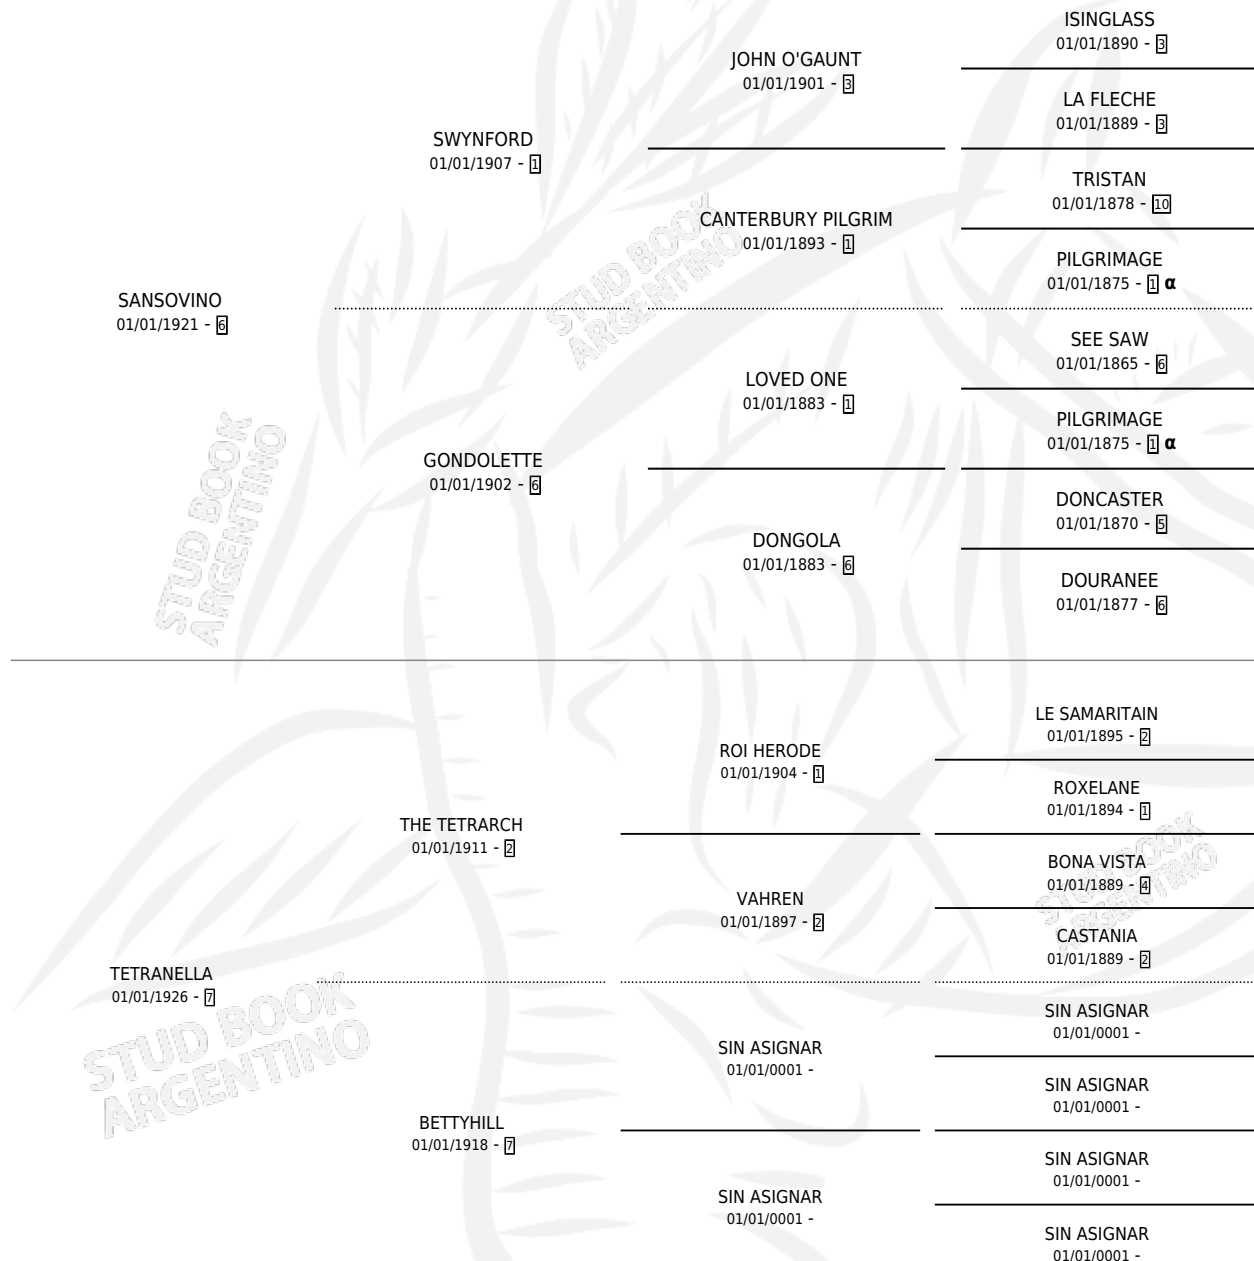 ISINGLASS
01/01/1890 - 3
JOHN O'GAUNT
01/01/1901 - 3
LA FLECHE
01/01/1889 - 3
SWYNFORD
01/01/1907 - 1
TRISTAN
01/01/1878 - 10
CANTERBURY PILGRIM
01/01/1893 - 1
PILGRIMAGE
01/01/1875 - 1 α
SANSOVINO
01/01/1921 - 6
SEE SAW
01/01/1865 - 6
LOVED ONE
01/01/1883 - 1
PILGRIMAGE
01/01/1875 - 1 α
GONDOLETTE
01/01/1902 - 6
DONCASTER
01/01/1870 - 5
DONGOLA
01/01/1883 - 6
DOURANEE
01/01/1877 - 6
LE SAMARITAIN
01/01/1895 - 2
ROI HERODE
01/01/1904 - 1
ROXELANE
01/01/1894 - 1
THE TETRARCH
01/01/1911 - 2
BONA VISTA
01/01/1889 - 4
VAHREN
01/01/1897 - 2
CASTANIA
01/01/1889 - 2
TETRANELLA
01/01/1926 - 7
SIN ASIGNAR
01/01/0001 -
SIN ASIGNAR
01/01/0001 -
SIN ASIGNAR
01/01/0001 -
BETTYHILL
01/01/1918 - 7
SIN ASIGNAR
01/01/0001 -
SIN ASIGNAR
01/01/0001 -
SIN ASIGNAR
01/01/0001 -
STUD BOOK
ARGENTINO
STUD BOOK
ARGENTINO
STUD BOOK
ARGENTINO
STUD BOOK
ARGENTINO